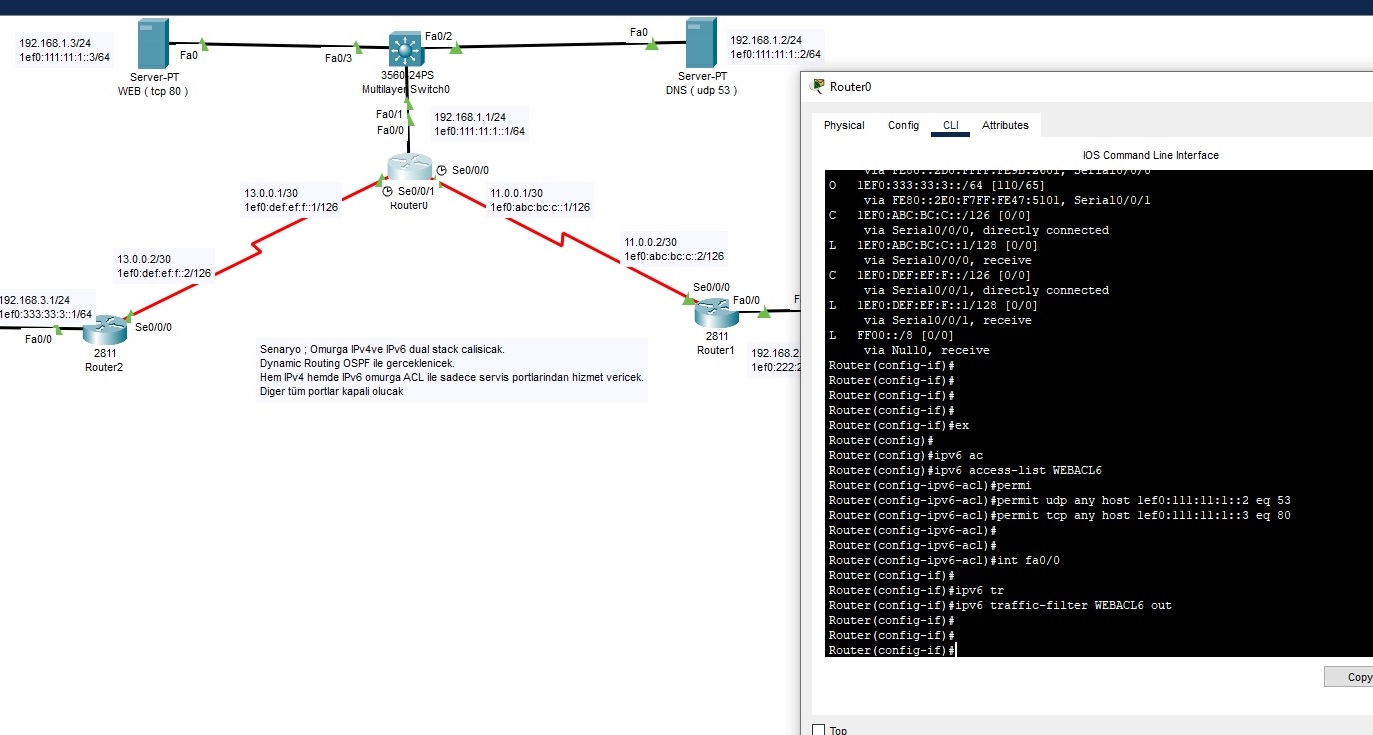 192.168.1.3/24
1ef0:111:11:1::3/64
Fa0
Server-PT
WEB ( tcp 80 )
Fa0/3
Fa0/2
3560-24PS
Multilayer Switch0
Fa0
192.168.1.2/24
1ef0:111:11:1::2/64
Server-PT
DNS ( udp 53 )
Fa0/1
Fa0/0
192.168.1.1/24
1ef0:111:11:1::1/64
Se0/0/0
Se0/0/1
Router0
13.0.0.1/30
1ef0:def:ef:f::1/126
11.0.0.1/30
1ef0:abc:bc:c::1/126
13.0.0.2/30
1ef0:def:ef:f::2/126
11.0.0.2/30
1ef0:abc:bc:c::2/126
192.168.3.1/24
1ef0:333:33:3::1/64
Fa0/0
Se0/0/0
2811
Router2
Se0/0/0
Fa0/0
F
2811
Router1
192.168.2.
1ef0:222:2
Senaryo ; Omurga IPv4ve IPv6 dual stack calisicak.
Dynamic Routing OSPF ile gerceklenicek.
Hem IPv4 hemde IPv6 omurga ACL ile sadece servis portlarindan hizmet vericek.
Diger tüm portlar kapali olucak
Router0
Physical Config CLI Attributes
IOS Command Line Interface
via FE80::2D0:FFFF:FE9B:2601, Serial0/0/0
O 1EF0:333:33:3::/64 [110/65]
via FE80::2E0:F7FF:FE47:5101, Serial0/0/1
C 1EF0:ABC:BC:C::/126 [0/0]
via Serial0/0/0, directly connected
L 1EF0:ABC:BC:C::1/128 [0/0]
via Serial0/0/0, receive
C 1EF0:DEF:EF:F::/126 [0/0]
via Serial0/0/1, directly connected
L 1EF0:DEF:EF:F::1/128 [0/0]
via Serial0/0/1, receive
L FF00::/8 [0/0]
via Null0, receive
Router(config-if)#
Router(config-if)#
Router(config-if)#
Router(config-if)#
Router(config-if)#ex
Router(config)#
Router(config)#ipv6 ac
Router(config)#ipv6 access-list WEBACL6
Router(config-ipv6-acl)#permi
Router(config-ipv6-acl)#permit udp any host 1ef0:111:11:1::2 eq 53
Router(config-ipv6-acl)#permit tcp any host 1ef0:111:11:1::3 eq 80
Router(config-ipv6-acl)#
Router(config-ipv6-acl)#
Router(config-ipv6-acl)#int fa0/0
Router(config-if)#
Router(config-if)#ipv6 tr
Router(config-if)#ipv6 traffic-filter WEBACL6 out
Router(config-if)#
Router(config-if)#
Router(config-if)#
Copy
Top